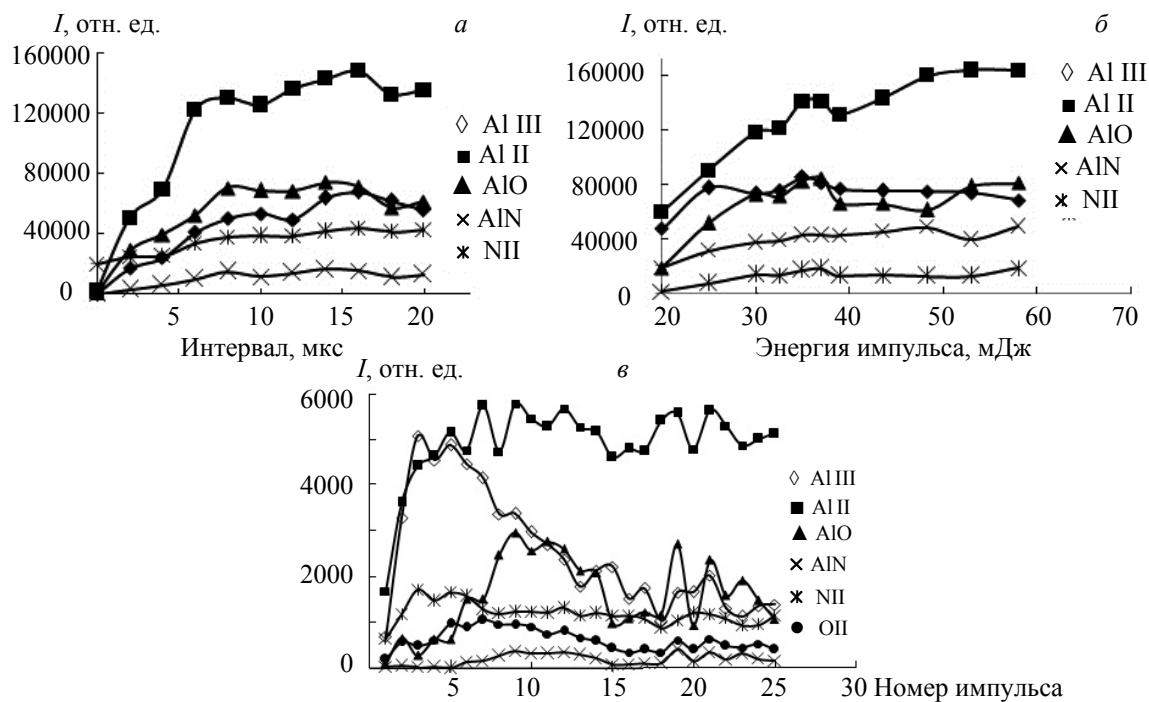 I, отн. ед. а
160000
120000
80000
40000
0
5 10 15 20
Интервал, мкс
Al III
Al II
AlO
AlN
NII
I, отн. ед. б
160000
120000
80000
40000
0
20 30 40 50 60 70
Энергия импульса, мДж
Al III
Al II
AlO
AlN
NII
I, отн. ед. в
6000
4000
2000
0
5 10 15 20 25 30 Номер импульса
Al III
Al II
AlO
AlN
NII
OII